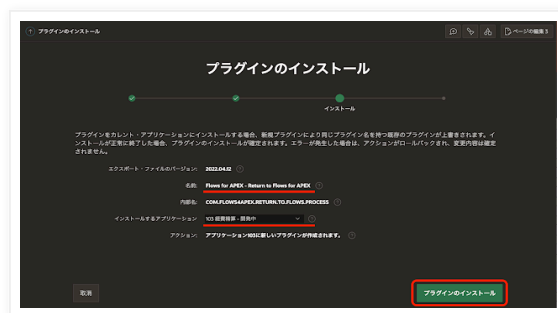 プラグインのインストール
ページの編集 3
プラグインのインストール
インストール
プラグインをカレント・アプリケーションにインストールする場合、新規プラグインにより同じプラグイン名を持つ既存のプラグインが上書きされます。イ
ンストールが正常に終了した場合、プラグインのインストールが確定されます。エラーが発生した場合は、アクションがロールバックされ、変更内容は確定
されません。
エクスポート・ファイルのバージョン: 2022.04.12
名前: Flows for APEX - Return to Flows for APEX
内部名: COM.FLOWS4APEX.RETURN.TO.FLOWS.PROCESS
インストールするアプリケーション 103 経費精算 - 開発中
アクション: アプリケーション103に新しいプラグインが作成されます。
取消
プラグインのインストール